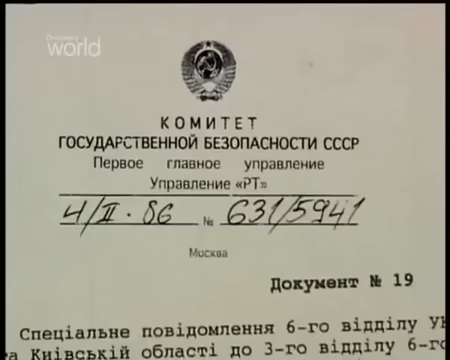 Discovery
world
КОМИТЕТ
ГОСУДАРСТВЕННОЙ БЕЗОПАСНОСТИ СССР
Первое главное управление
Управление «РТ»
4/II · 86 № 631/5941
Москва
Документ № 19
Спеціальне повідомлення 6-го відділу
Київській області до 3-го відділу 6-го